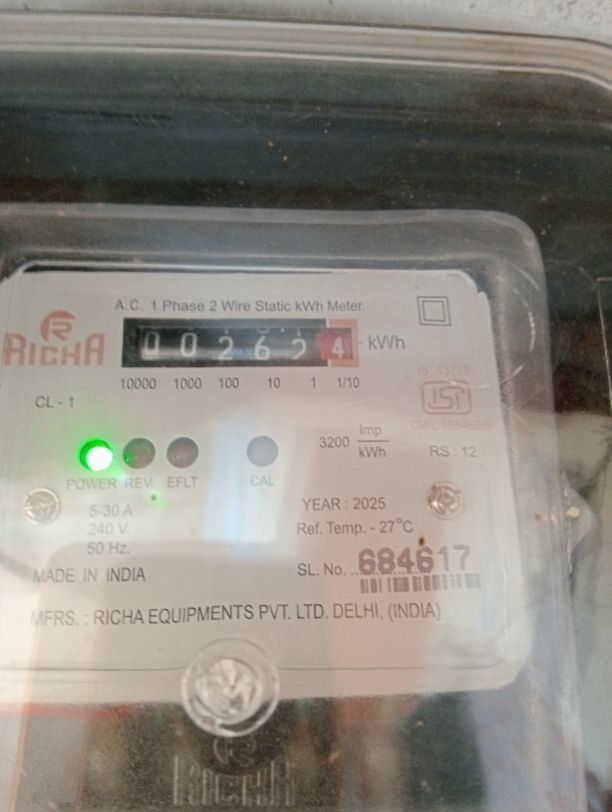 A.C. 1 Phase 2 Wire Static kWh Meter.
RICHA
0 0 2 6 2 4 kWh
10000 1000 100 10 1 1/10
CL - 1
IS 13779
ISI
3200 Imp/kWh
RS : 12
POWER REV. EFLT CAL
5-30 A
240 V.
50 Hz.
YEAR : 2025
Ref. Temp. - 27°C
MADE IN INDIA
SL. No. 684617
MFRS. : RICHA EQUIPMENTS PVT. LTD. DELHI, (INDIA)
RICHA